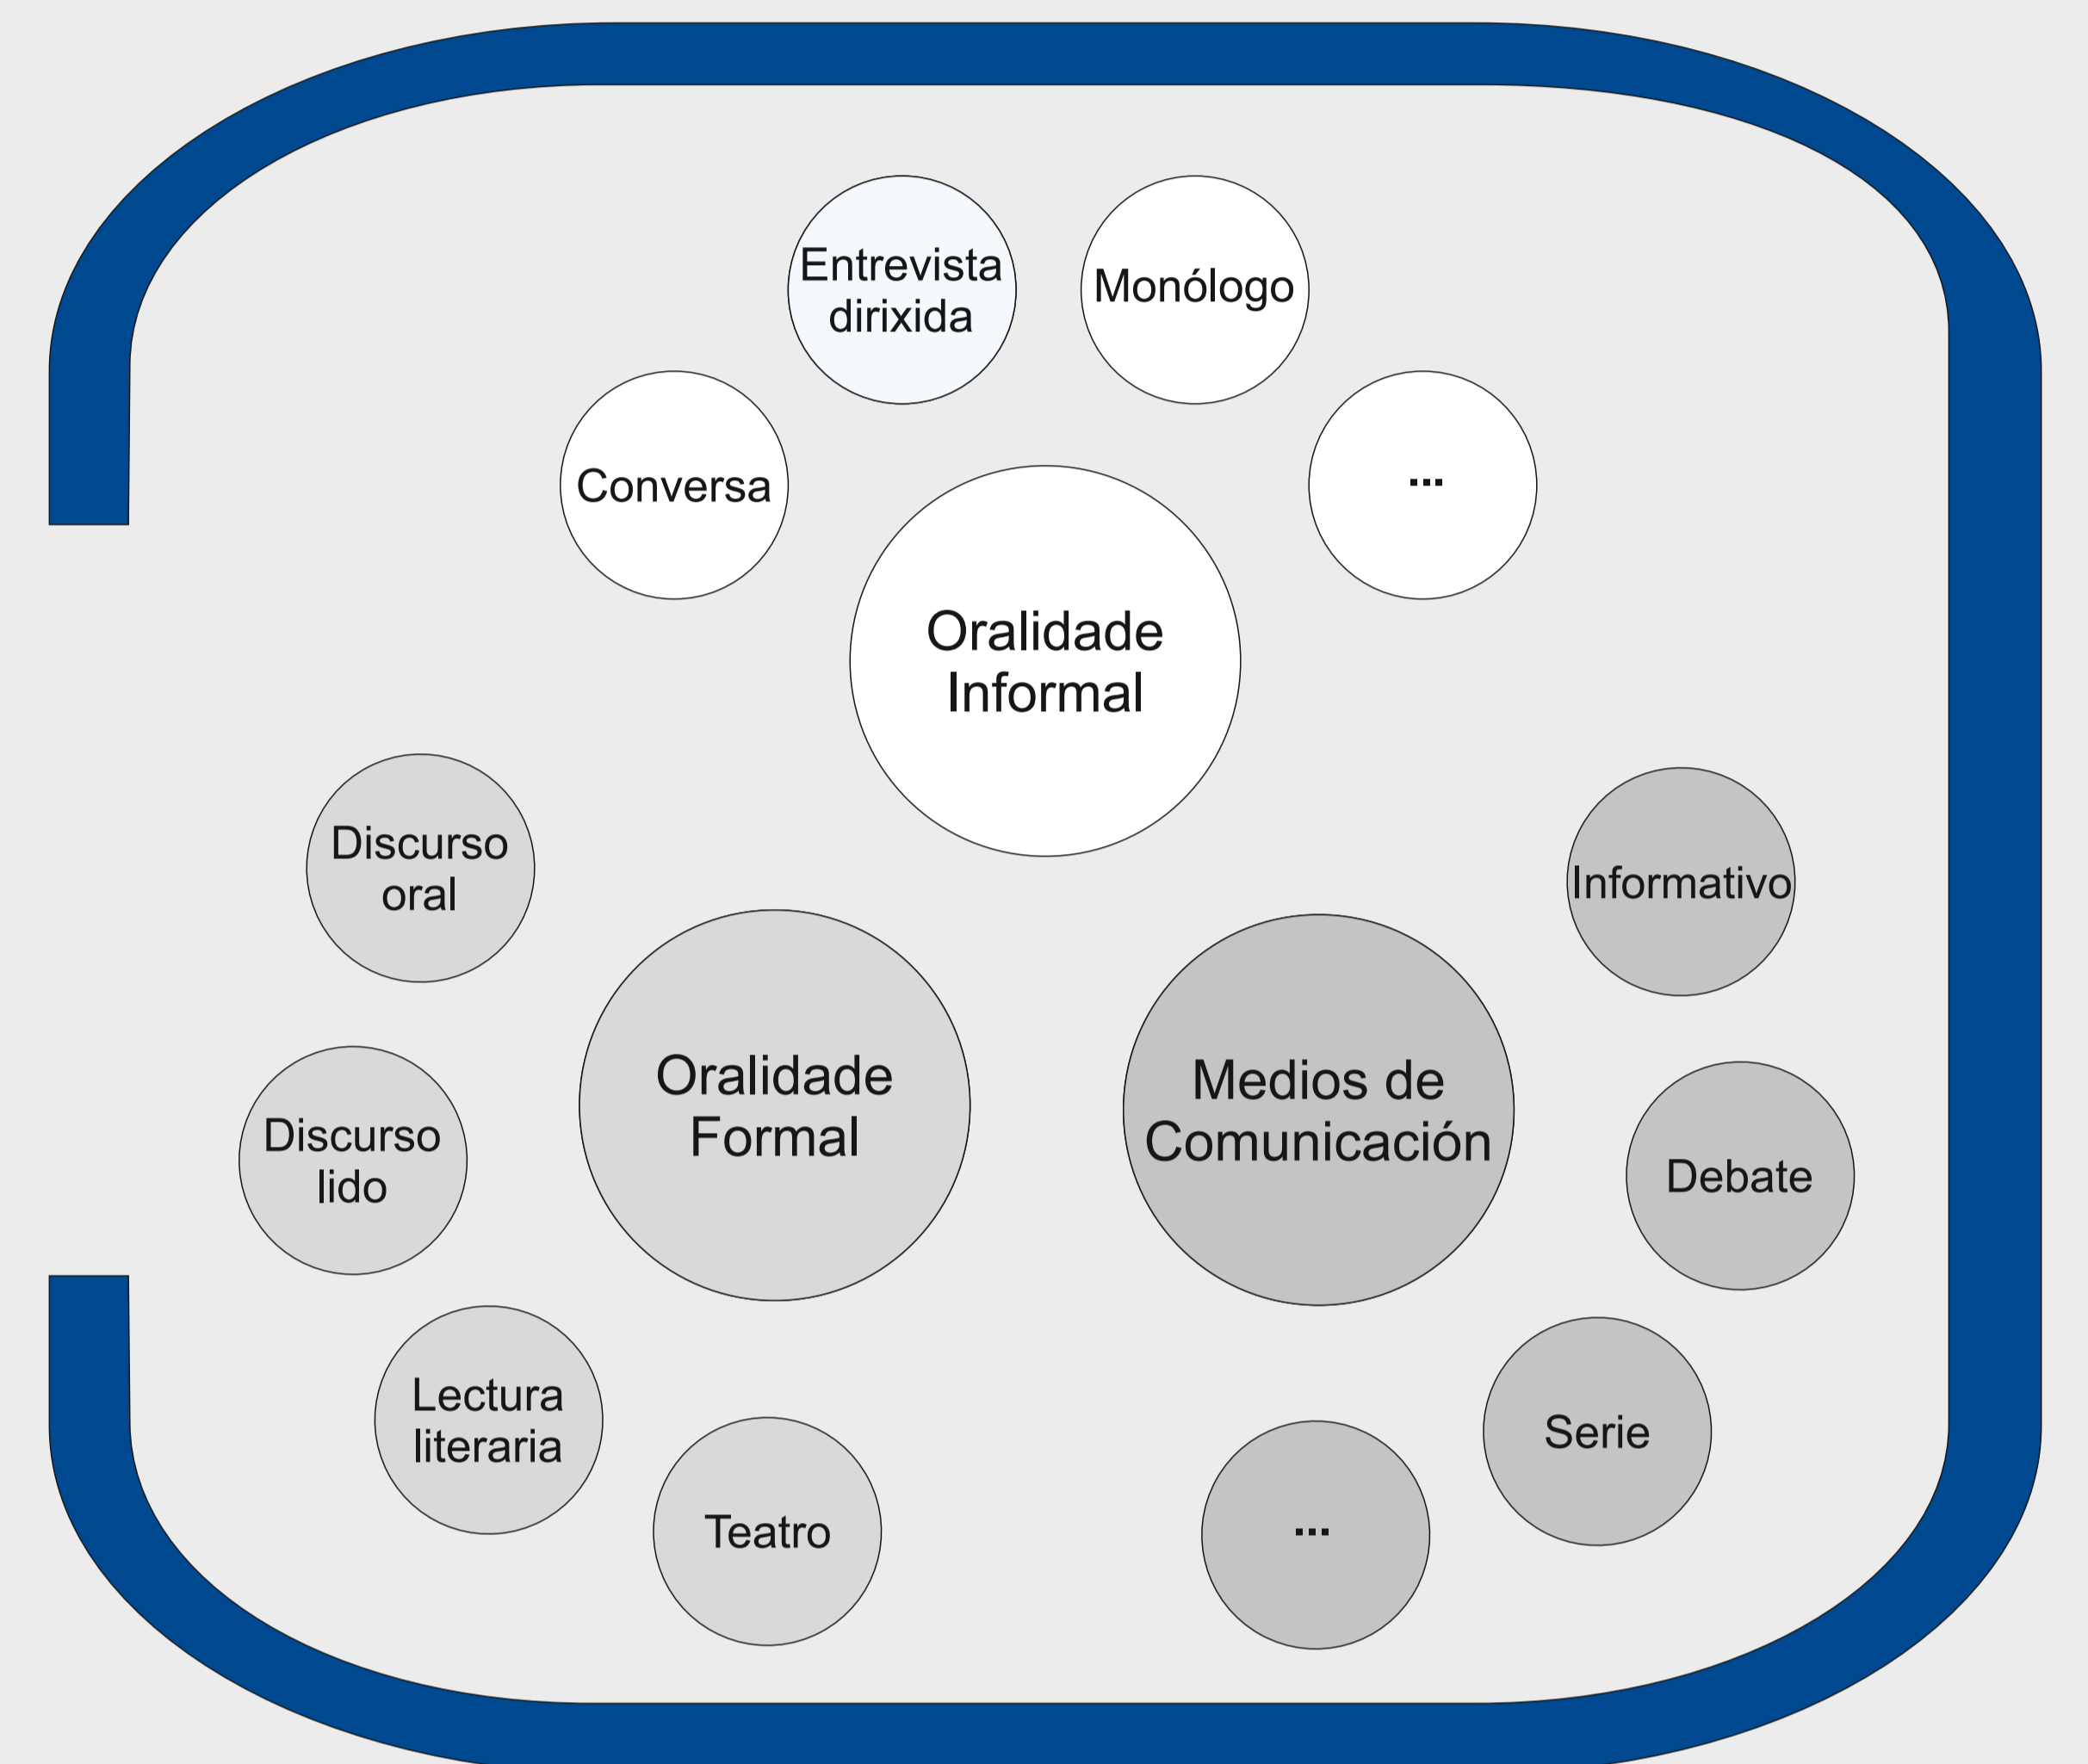 Entrevista
dirixida
Monólogo
Conversa
...
Oralidade
Informal
Discurso
oral
Informativo
Oralidade
Formal
Medios de
Comunicación
Discurso
lido
Debate
Lectura
literaria
Serie
Teatro
...